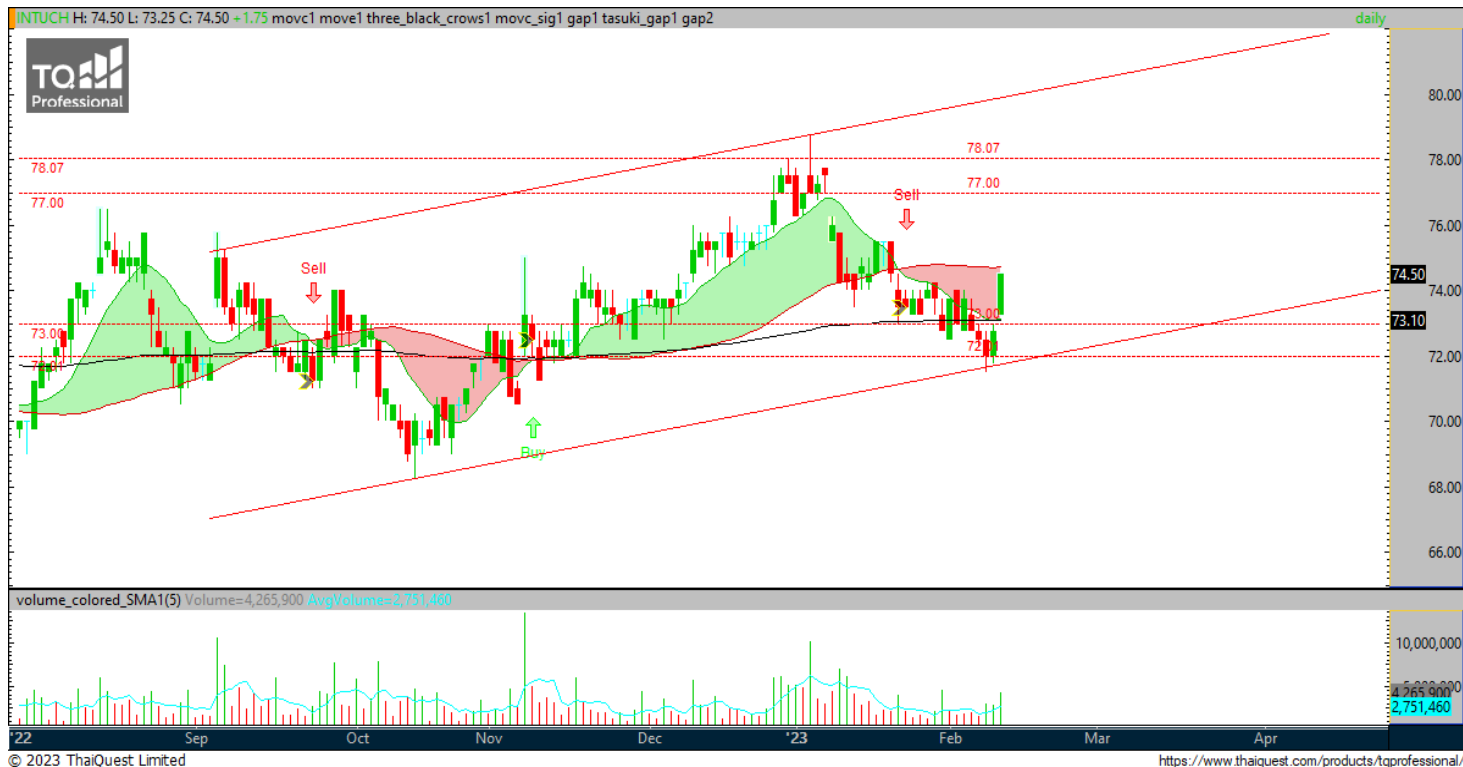 INTUCH H: 74.50 L: 73.25 C: 74.50 +1.75 movc1 move1 three_black_crows1 movc_sig1 gap1 tasuki_gap1 gap2 daily
TQ
Professional
80.00
78.07 78.07 78.00
77.00 77.00
Sell
76.00
Sell
74.50
74.00
73.00 73.00 73.10
72.00
70.00
Buy
68.00
66.00
volume_colored_SMA1(5) Volume=4,265,900 AvgVolume=2,751,460
10,000,000
4,265,900
2,751,460
'22 Sep Oct Nov Dec '23 Feb Mar Apr
© 2023 ThaiQuest Limited https://www.thaiquest.com/products/tqprofessional/